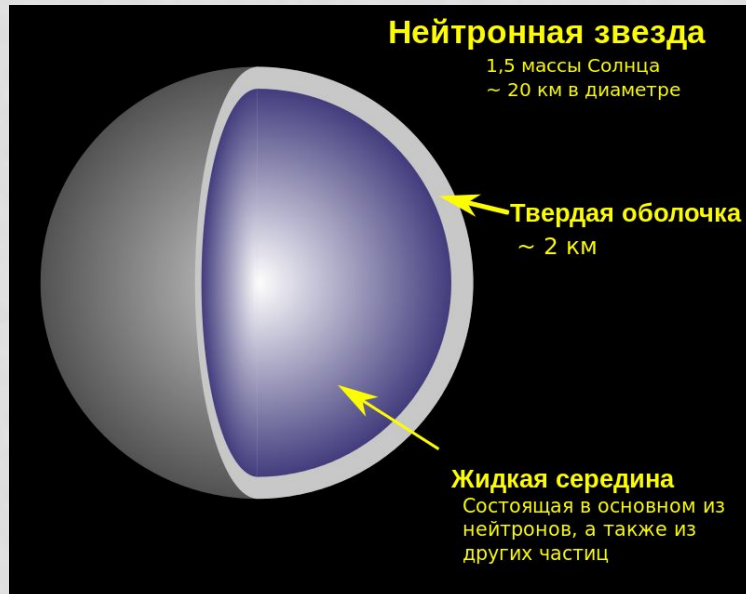 Нейтронная звезда
1,5 массы Солнца
~ 20 км в диаметре
Твердая оболочка
~ 2 км
Жидкая середина
Состоящая в основном из
нейтронов, а также из
других частиц